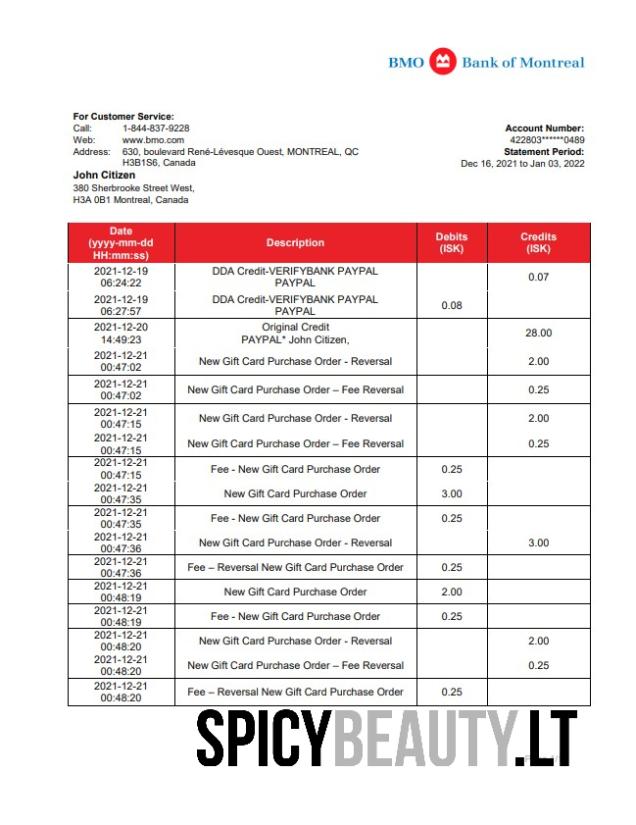 BMO Bank of Montreal
For Customer Service:
Call: 1-844-837-9228
Web: www.bmo.com
Address: 630, boulevard René-Lévesque Ouest, MONTREAL, QC
H3B1S6, Canada
Account Number:
422803******0489
Statement Period:
Dec 16, 2021 to Jan 03, 2022
John Citizen
380 Sherbrooke Street West,
H3A 0B1 Montreal, Canada
Date (yyyy-mm-dd HH:mm:ss) Description Debits (ISK) Credits (ISK)
2021-12-19 06:24:22 DDA Credit-VERIFYBANK PAYPAL PAYPAL 0.07
2021-12-19 06:27:57 DDA Credit-VERIFYBANK PAYPAL PAYPAL 0.08
2021-12-20 14:49:23 Original Credit PAYPAL* John Citizen, 28.00
2021-12-21 00:47:02 New Gift Card Purchase Order - Reversal 2.00
2021-12-21 00:47:02 New Gift Card Purchase Order – Fee Reversal 0.25
2021-12-21 00:47:15 New Gift Card Purchase Order - Reversal 2.00
2021-12-21 00:47:15 New Gift Card Purchase Order – Fee Reversal 0.25
2021-12-21 00:47:15 Fee - New Gift Card Purchase Order 0.25
2021-12-21 00:47:35 New Gift Card Purchase Order 3.00
2021-12-21 00:47:35 Fee - New Gift Card Purchase Order 0.25
2021-12-21 00:47:36 New Gift Card Purchase Order - Reversal 3.00
2021-12-21 00:47:36 Fee – Reversal New Gift Card Purchase Order 0.25
2021-12-21 00:48:19 New Gift Card Purchase Order 2.00
2021-12-21 00:48:19 Fee - New Gift Card Purchase Order 0.25
2021-12-21 00:48:20 New Gift Card Purchase Order - Reversal 2.00
2021-12-21 00:48:20 New Gift Card Purchase Order – Fee Reversal 0.25
2021-12-21 00:48:20 Fee – Reversal New Gift Card Purchase Order 0.25
SPICYBEAUTY.LT